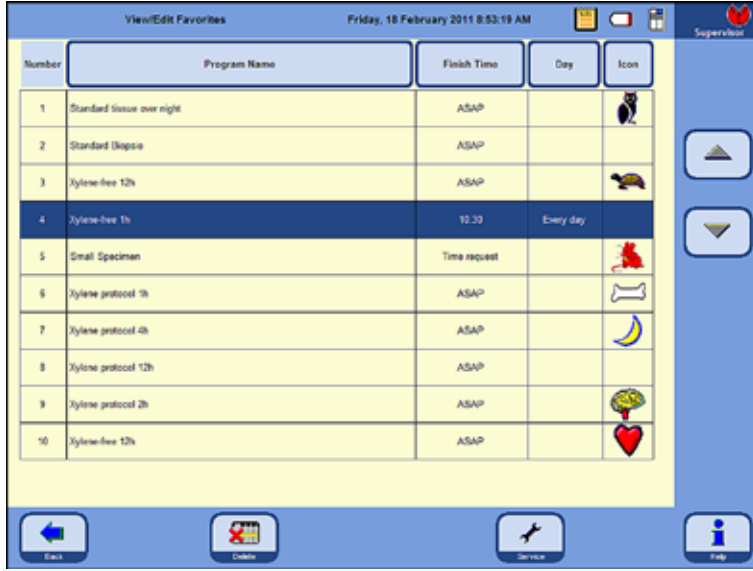 View/Edit Favorites Friday, 18 February 2011 8:53:19 AM
Supervisor
Number Program Name Finish Time Day Icon
1 Standard tissue over night ASAP
2 Standard Biopsie ASAP
3 Xylene-free 12h ASAP
4 Xylene-free 1h 10:30 Every day
5 Small Specimen Time request
6 Xylene protocol 1h ASAP
7 Xylene protocol 4h ASAP
8 Xylene protocol 12h ASAP
9 Xylene protocol 2h ASAP
10 Xylene-free 12h ASAP
Back Delete Service Help